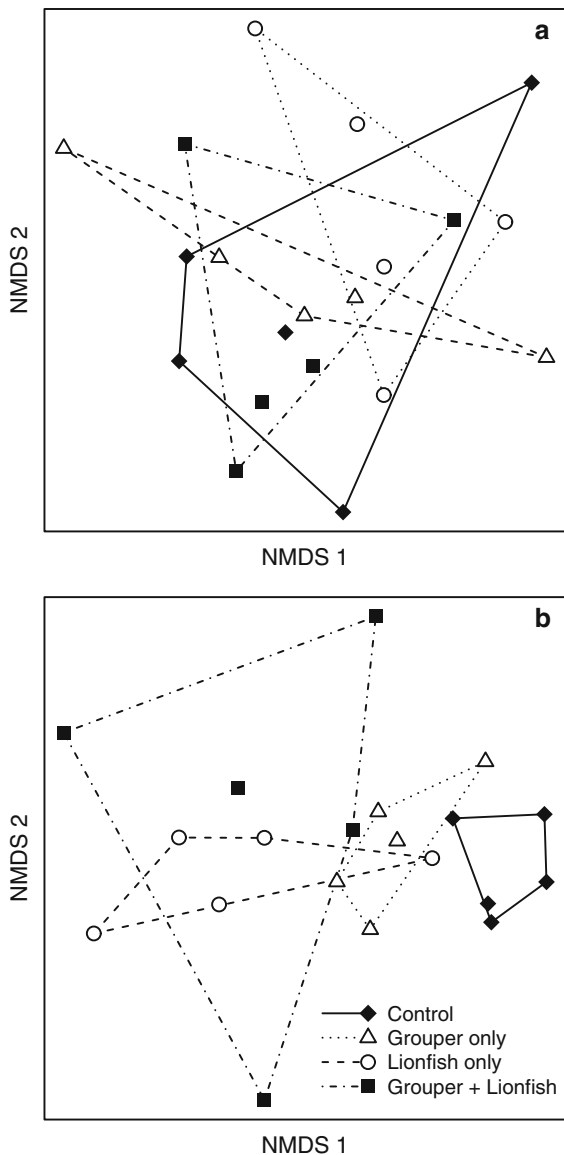 a
NMDS 2
NMDS 1
b
NMDS 2
Control
Grouper only
Lionfish only
Grouper + Lionfish
NMDS 1